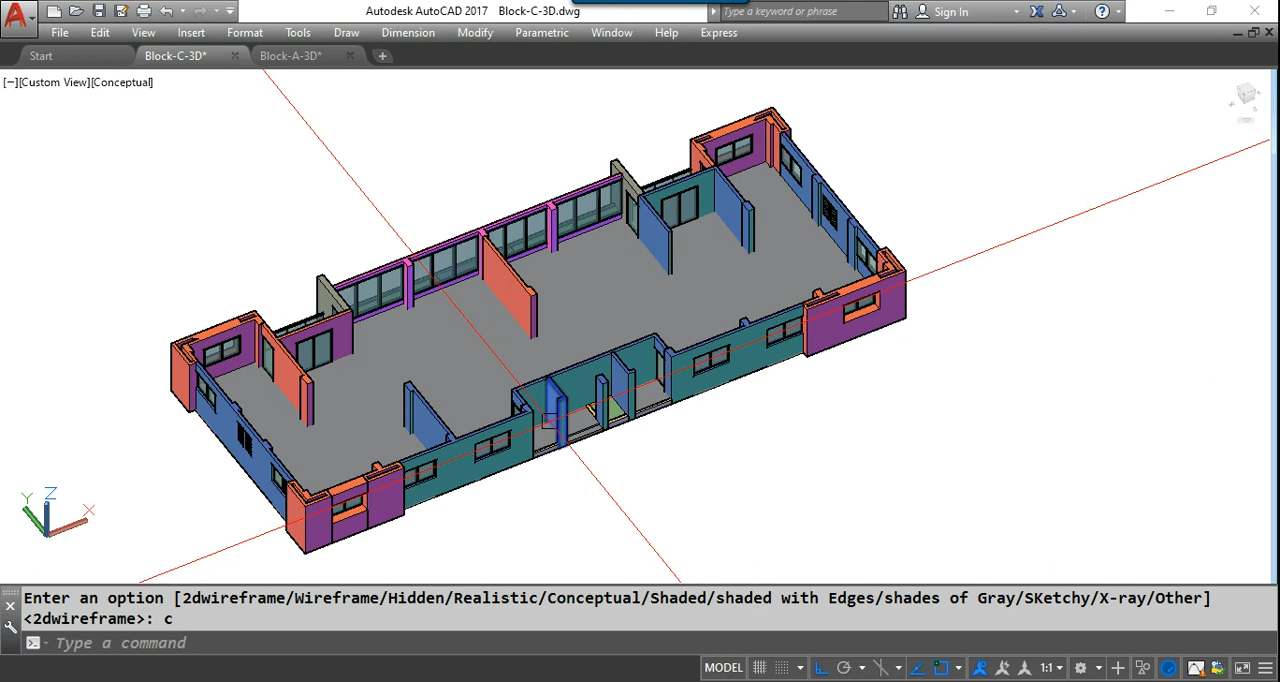 Autodesk AutoCAD 2017 Block-C-3D.dwg
Type a keyword or phrase
Sign In
File Edit View Insert Format Tools Draw Dimension Modify Parametric Window Help Express
Start Block-C-3D* Block-A-3D*
[−][Custom View][Conceptual]
Y Z X
Enter an option [2dwireframe/Wireframe/Hidden/Realistic/Conceptual/Shaded/shaded with Edges/shades of Gray/SKetchy/X-ray/Other]
<2dwireframe>: c
Type a command
MODEL 1:1